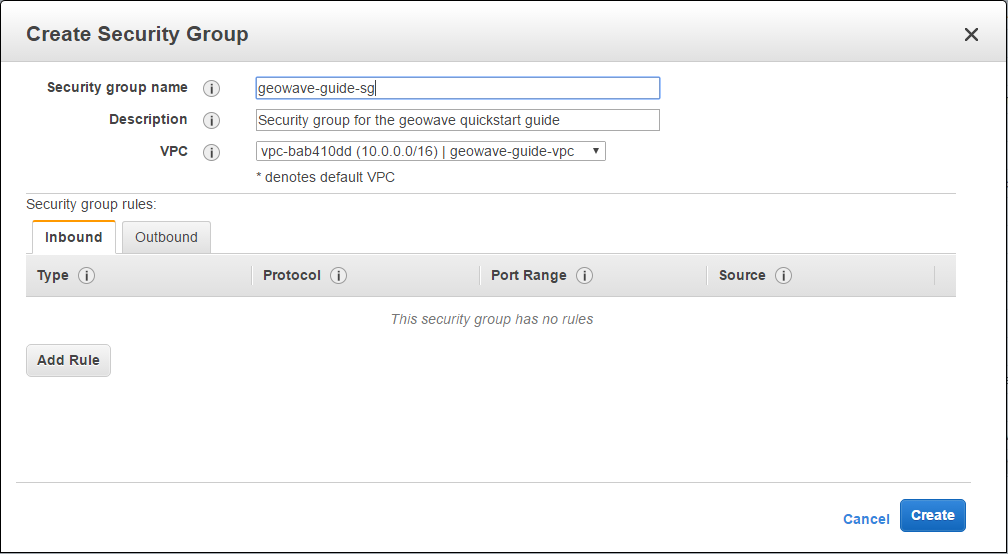 Create Security Group
Security group name
geowave-guide-sg
Description
Security group for the geowave quickstart guide
VPC
vpc-bab410dd (10.0.0.0/16) | geowave-guide-vpc
* denotes default VPC
Security group rules:
Inbound Outbound
Type Protocol Port Range Source
This security group has no rules
Add Rule
Cancel Create